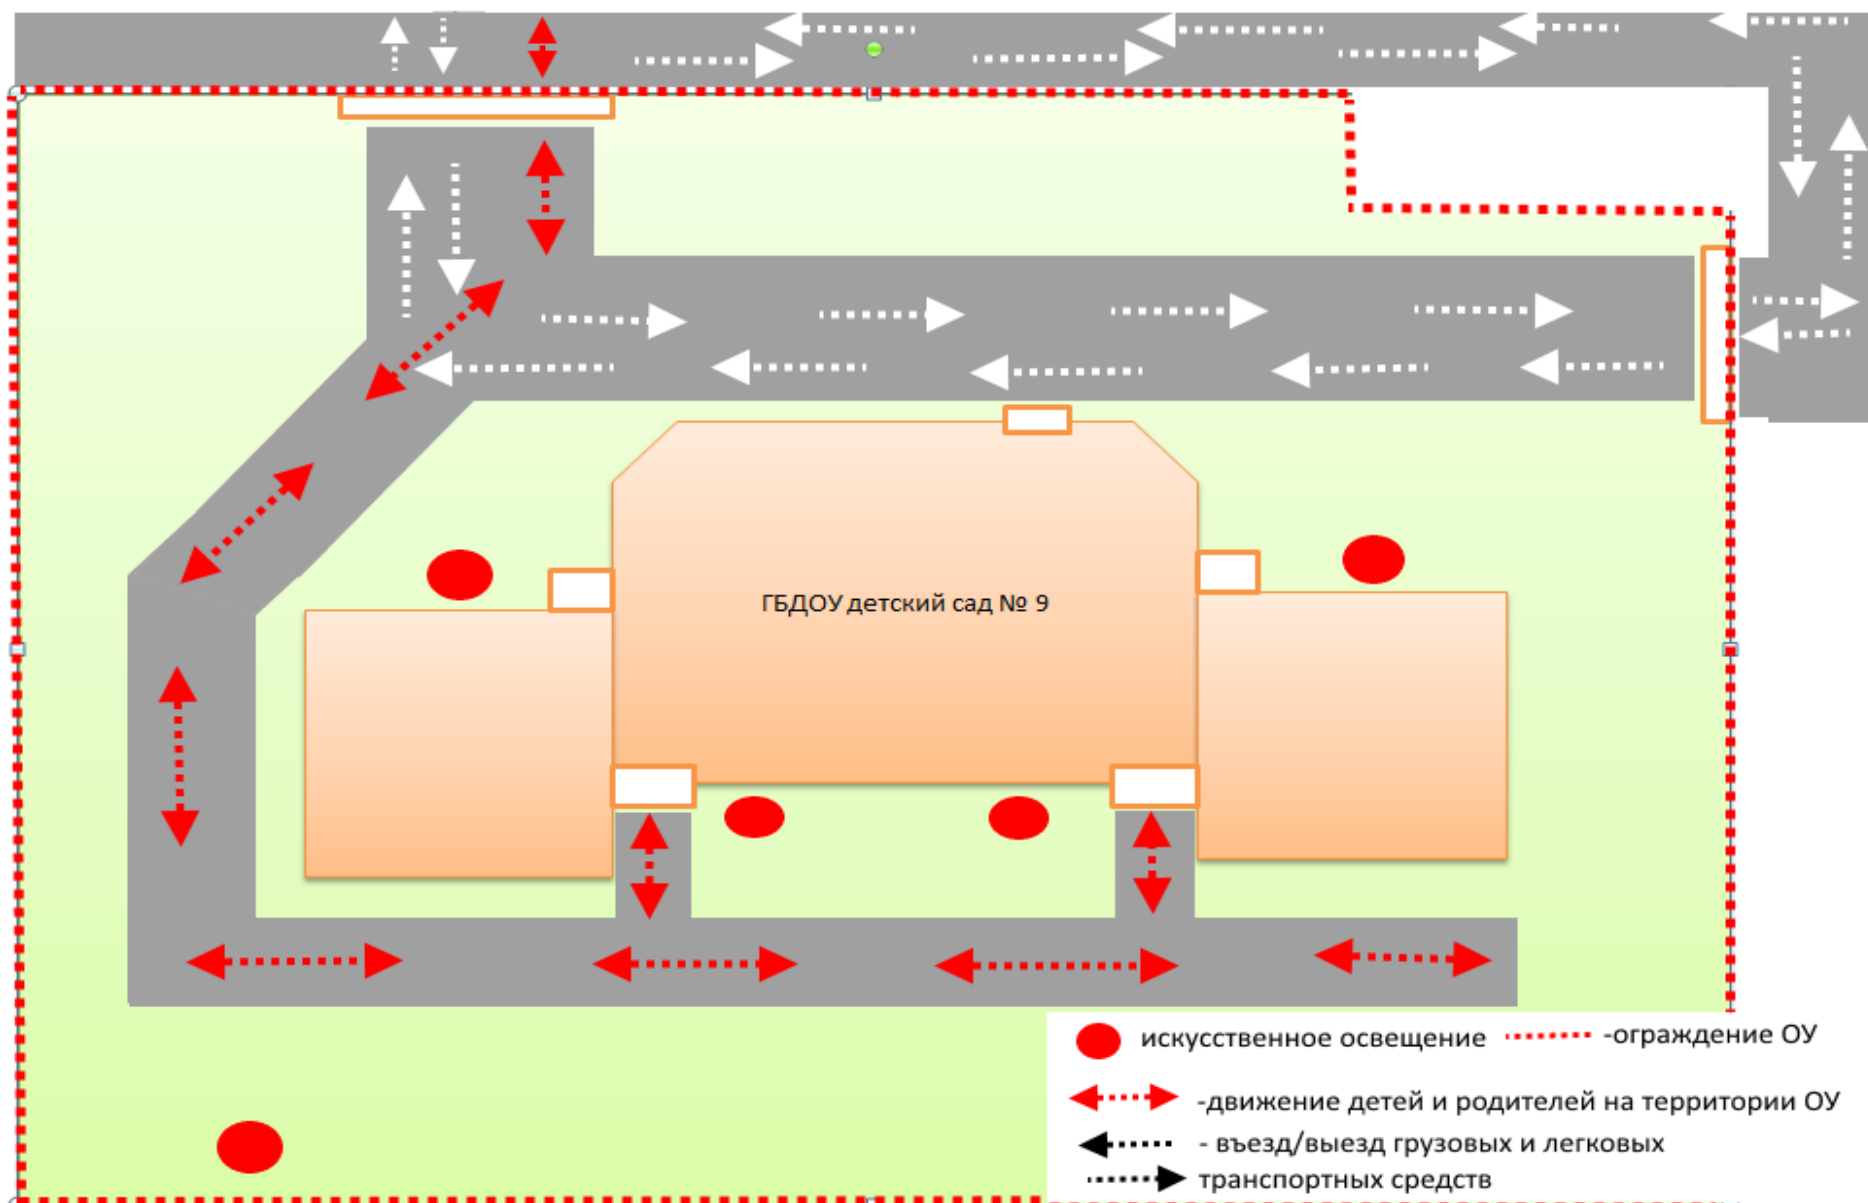 ГБДОУ детский сад № 9
искусственное освещение -ограждение ОУ
-движение детей и родителей на территории ОУ
- въезд/выезд грузовых и легковых
транспортных средств